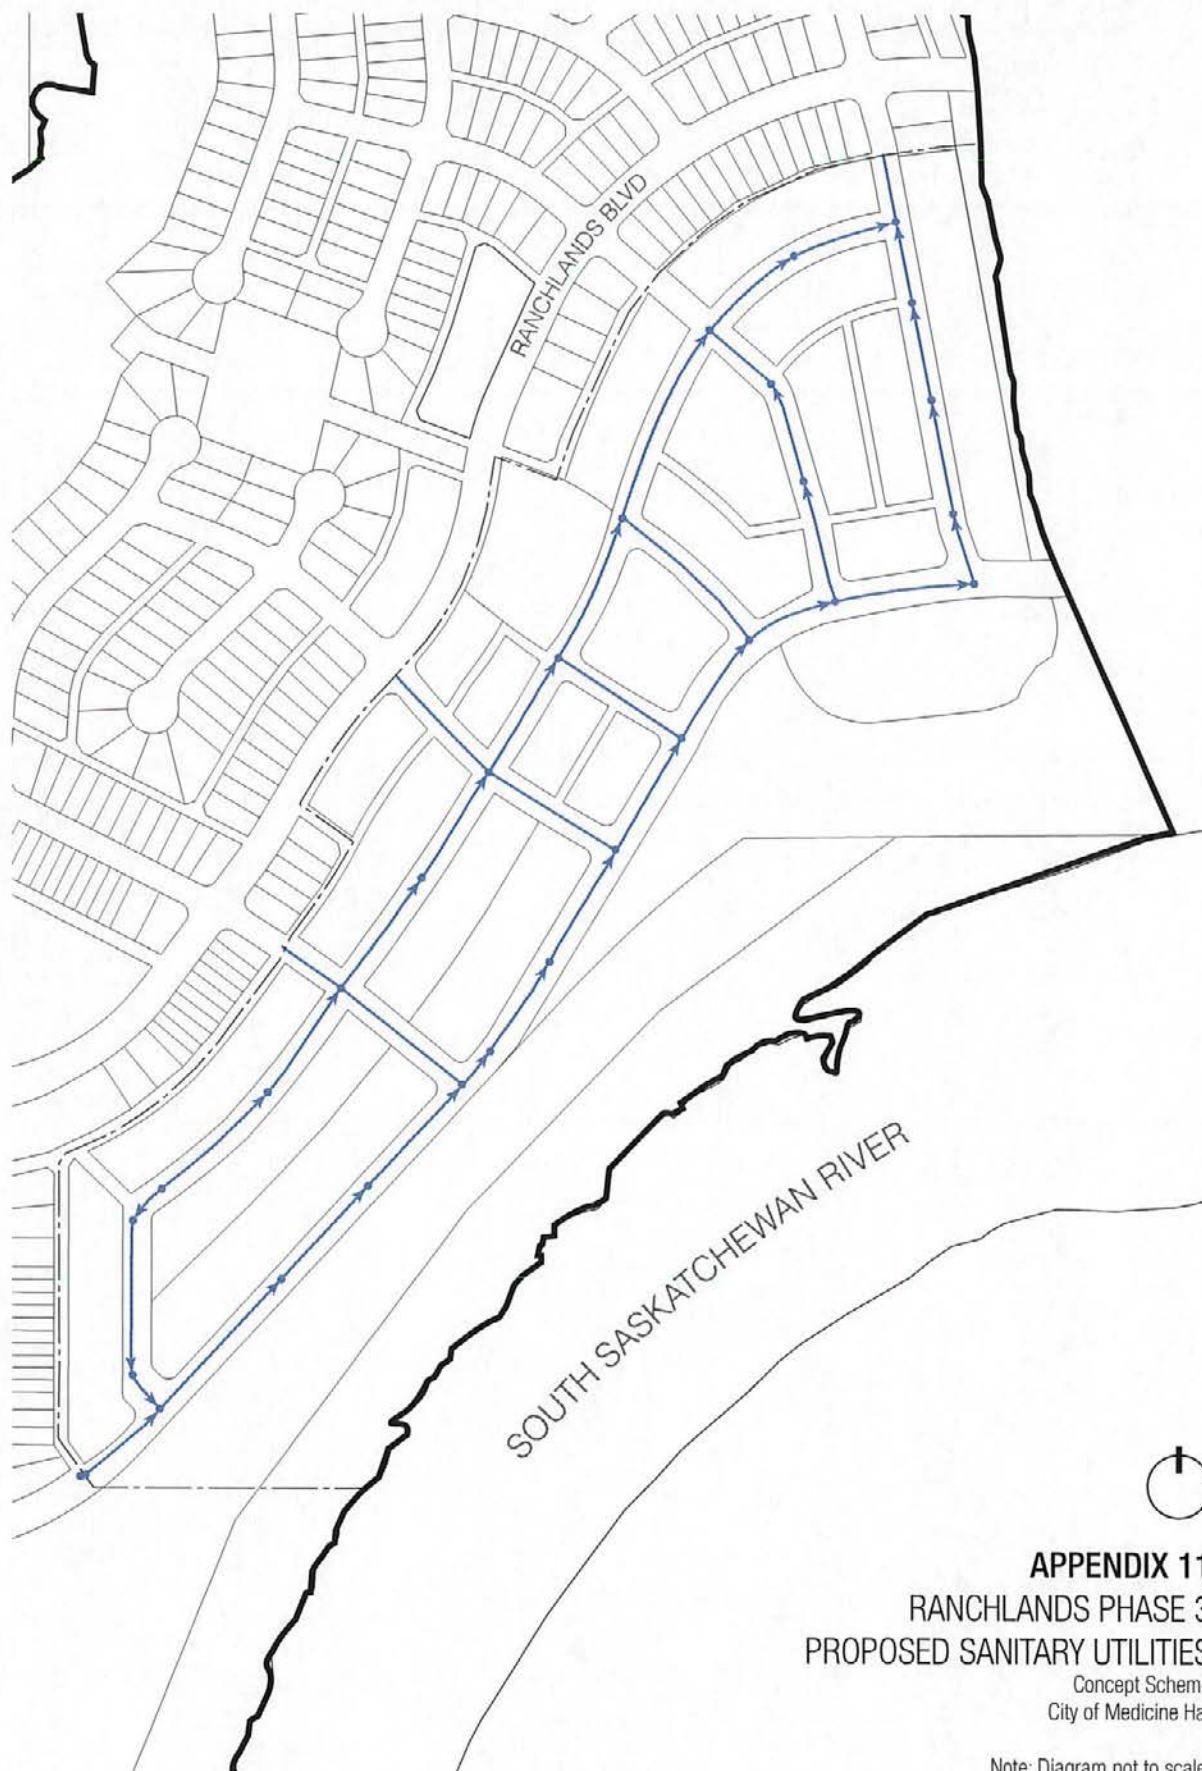 RANCHLANDS BLVD
SOUTH SASKATCHEWAN RIVER
APPENDIX 11
RANCHLANDS PHASE 3
PROPOSED SANITARY UTILITIES
Concept Schem
City of Medicine Ha
Note: Diagram not to scale